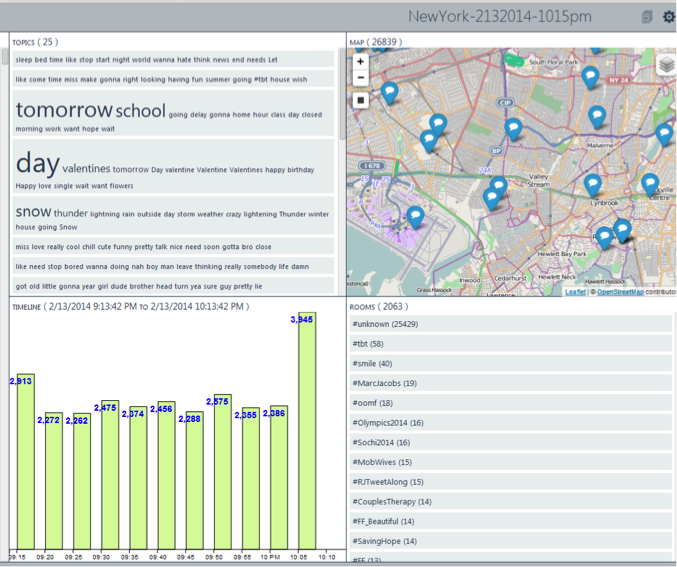 NewYork-2132014-1015pm
TOPICS ( 25 )
sleep bed time like stop start night world wanna hate think news end needs Let
like come time miss make gonna right looking having fun summer going #tbt house wish
tomorrow school going delay gonna home hour class day closed
morning work want hope wait
day valentines tomorrow Day valentine Valentine Valentines happy birthday
Happy love single wait want flowers
snow thunder lightning rain outside day storm weather crazy lightening Thunder winter
house going Snow
miss love really cool chill cute funny pretty talk nice need soon gotta bro close
like need stop bored wanna doing nah boy man leave thinking really somebody life damn
got old little gonna year girl dude brother head turn yea sure guy pretty lie
MAP ( 26839 )
+
−
South Floral Park
NY 24
CIP
Malverne
BP
I 678
24A
Valley
Stream
Lynbrook
Rockville
Centre
Hewlett Bay Park
Inwood
Hewlett Neck
Cedarhurst
Grass Hassock
Hewlett Hassock
Lawrence
Leaflet | © OpenStreetMap contributors
TIMELINE ( 2/13/2014 9:13:42 PM TO 2/13/2014 10:13:42 PM )
2,913
2,272
2,262
2,475
2,374
2,456
2,288
2,575
2,355
2,386
3,945
09:15 09:20 09:25 09:30 09:35 09:40 09:45 09:50 09:55 10 PM 10:05 10:10
ROOMS ( 2063 )
#unknown (25429)
#tbt (58)
#smile (40)
#MarcJacobs (19)
#oomf (18)
#Olympics2014 (16)
#Sochi2014 (16)
#MobWives (15)
#RJTweetAlong (15)
#CouplesTherapy (14)
#FF_Beautiful (14)
#SavingHope (14)
#FF (13)